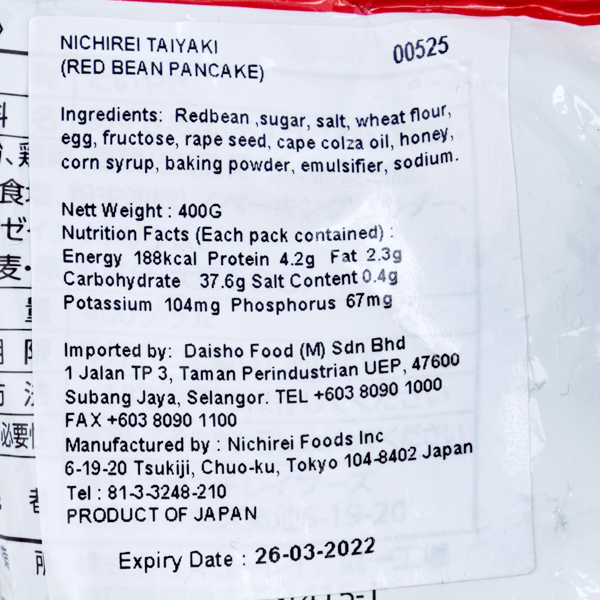 NICHIREI TAIYAKI
00525
(RED BEAN PANCAKE)
Ingredients: Redbean ,sugar, salt, wheat flour,
egg, fructose, rape seed, cape colza oil, honey,
corn syrup, baking powder, emulsifier, sodium.
Nett Weight : 400G
Nutrition Facts (Each pack contained) :
Energy 188kcal Protein 4.2g Fat 2.3g
Carbohydrate 37.6g Salt Content 0.4g
Potassium 104mg Phosphorus 67mg
Imported by: Daisho Food (M) Sdn Bhd
1 Jalan TP 3, Taman Perindustrian UEP, 47600
Subang Jaya, Selangor. TEL +603 8090 1000
FAX +603 8090 1100
Manufactured by : Nichirei Foods Inc
6-19-20 Tsukiji, Chuo-ku, Tokyo 104-8402 Japan
Tel : 81-3-3248-210
PRODUCT OF JAPAN
Expiry Date : 26-03-2022